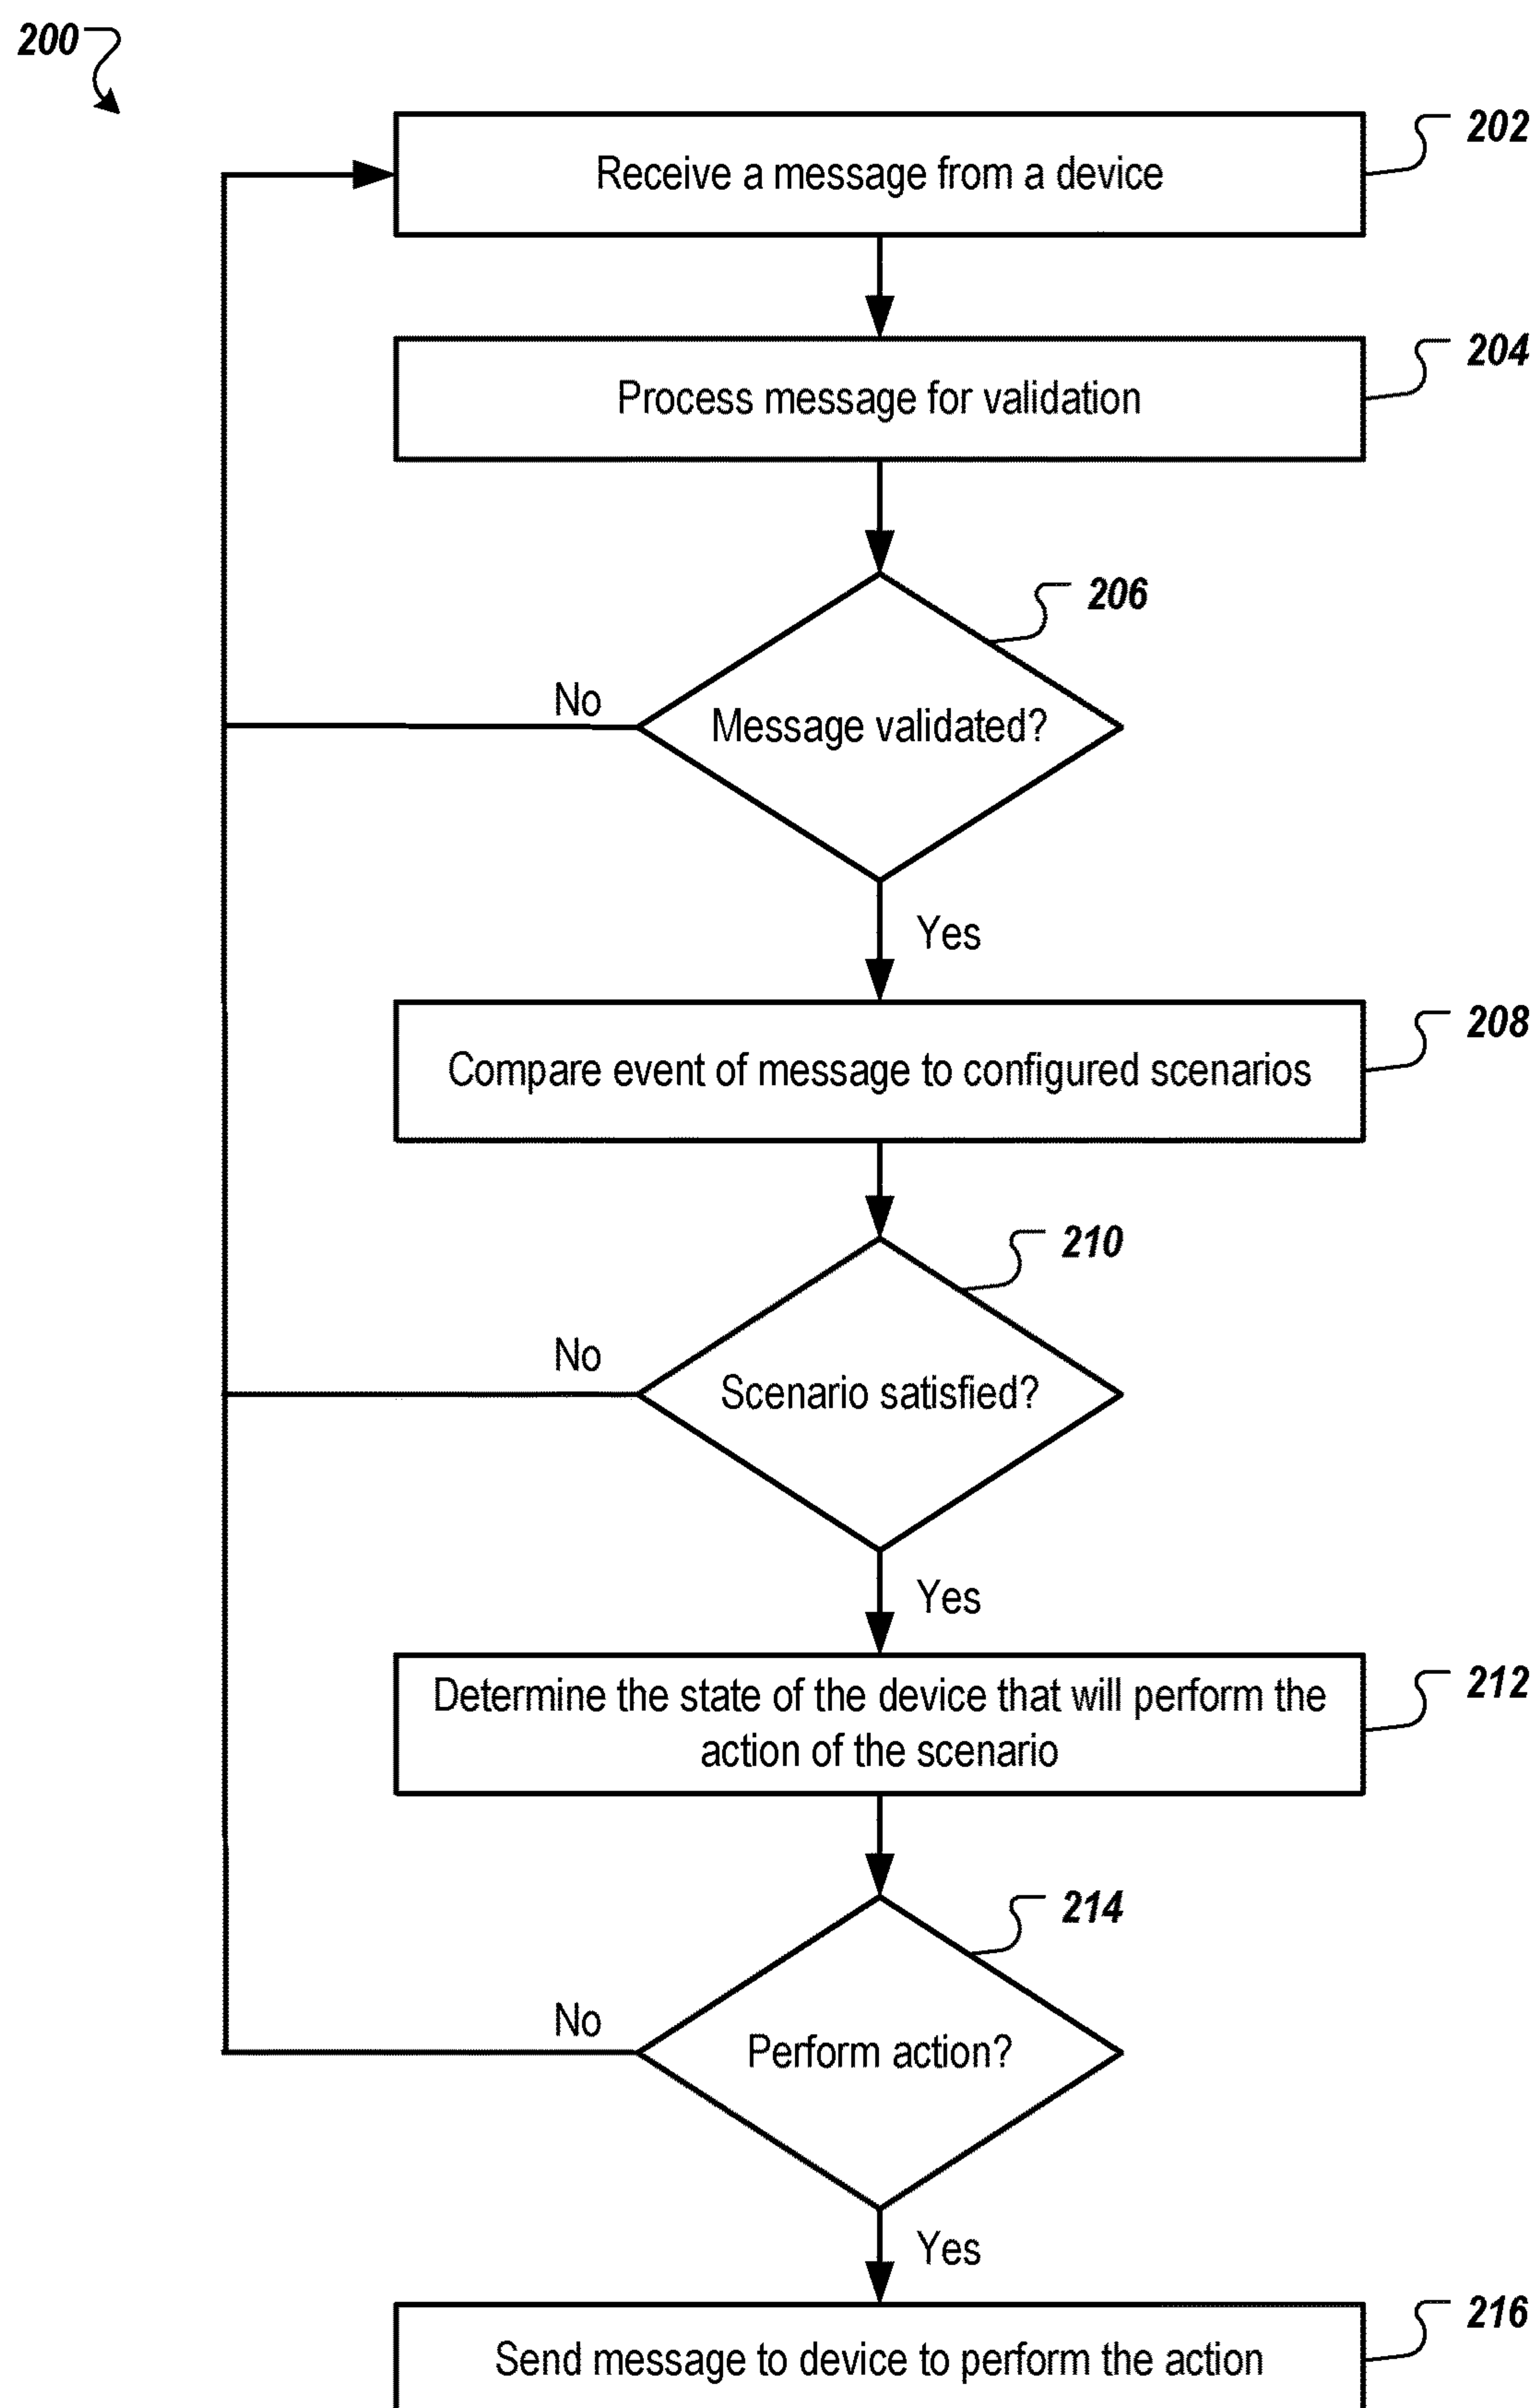 200
202
Receive a message from a device
204
Process message for validation
206
No
Message validated?
Yes
208
Compare event of message to configured scenarios
210
No
Scenario satisfied?
Yes
212
Determine the state of the device that will perform the
action of the scenario
214
No
Perform action?
Yes
216
Send message to device to perform the action